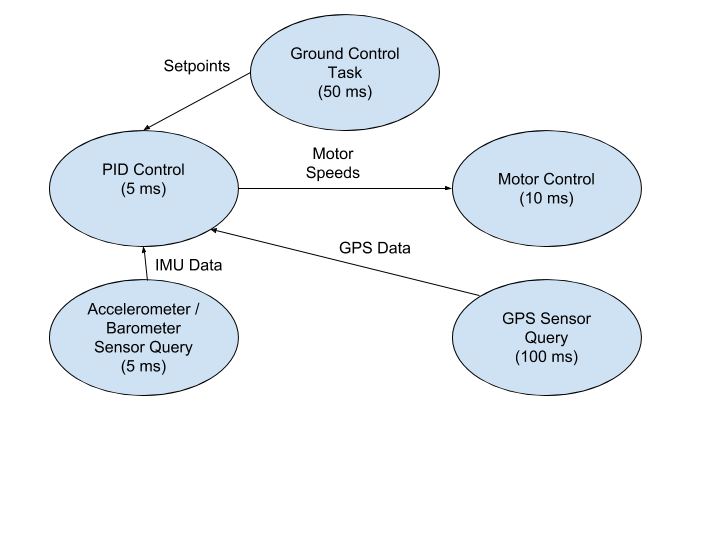 Ground Control
Task
(50 ms)
Setpoints
PID Control
(5 ms)
Motor
Speeds
Motor Control
(10 ms)
GPS Data
IMU Data
Accelerometer /
Barometer
Sensor Query
(5 ms)
GPS Sensor
Query
(100 ms)